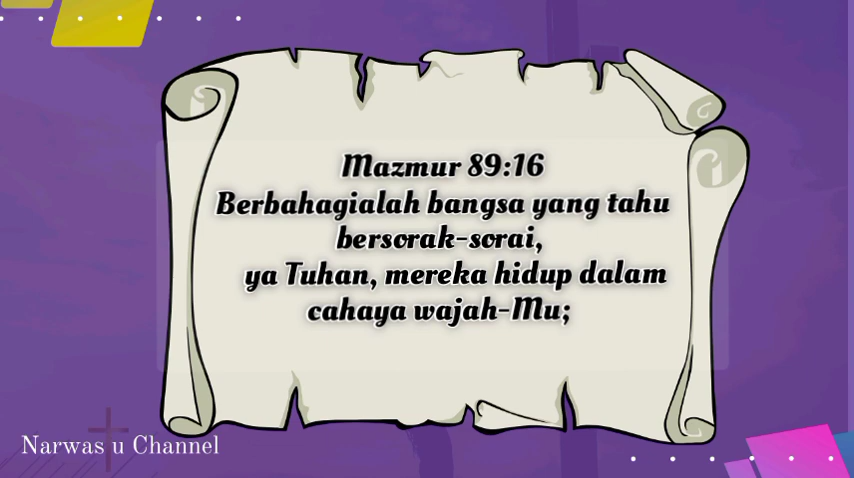 Mazmur 89:16
Berbahagialah bangsa yang tahu
bersorak-sorai,
ya Tuhan, mereka hidup dalam
cahaya wajah-Mu;
Narwas u Channel